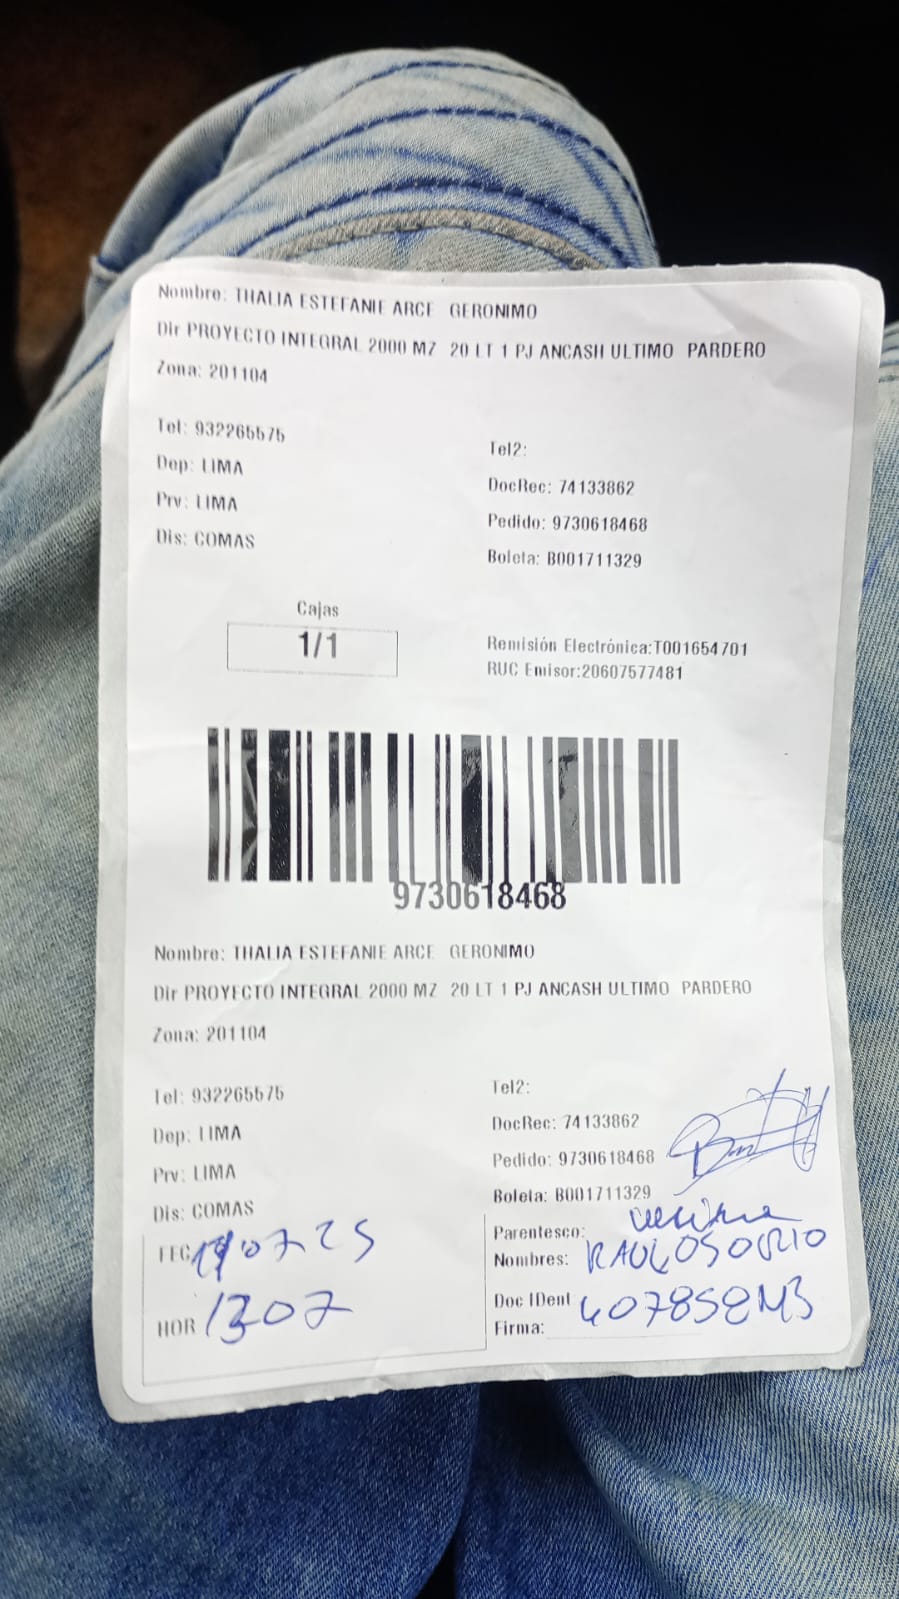 Nombre: THALIA ESTEFANIE ARCE GERONIMO
Dir PROYECTO INTEGRAL 2000 MZ 20 LT 1 PJ ANCASH ULTIMO PARDERO
Zona: 201104
Tel: 932265575
Tel2:
Dep: LIMA
DocRec: 74133862
Prv: LIMA
Pedido: 9730618468
Dis: COMAS
Boleta: B001711329
Cajas
1/1
Remisión Electrónica:T001654701
RUC Emisor:20607577481
9730618468
Nombre: THALIA ESTEFANIE ARCE GERONIMO
Dir PROYECTO INTEGRAL 2000 MZ 20 LT 1 PJ ANCASH ULTIMO PARDERO
Zona: 201104
Tel: 932265575
Tel2:
Dep: LIMA
DocRec: 74133862
Prv: LIMA
Pedido: 9730618468
Dis: COMAS
Boleta: B001711329
FEC
Parentesco:
Nombres: RAUL OSORIO
HOR 1307
Doc IDent
Firma: